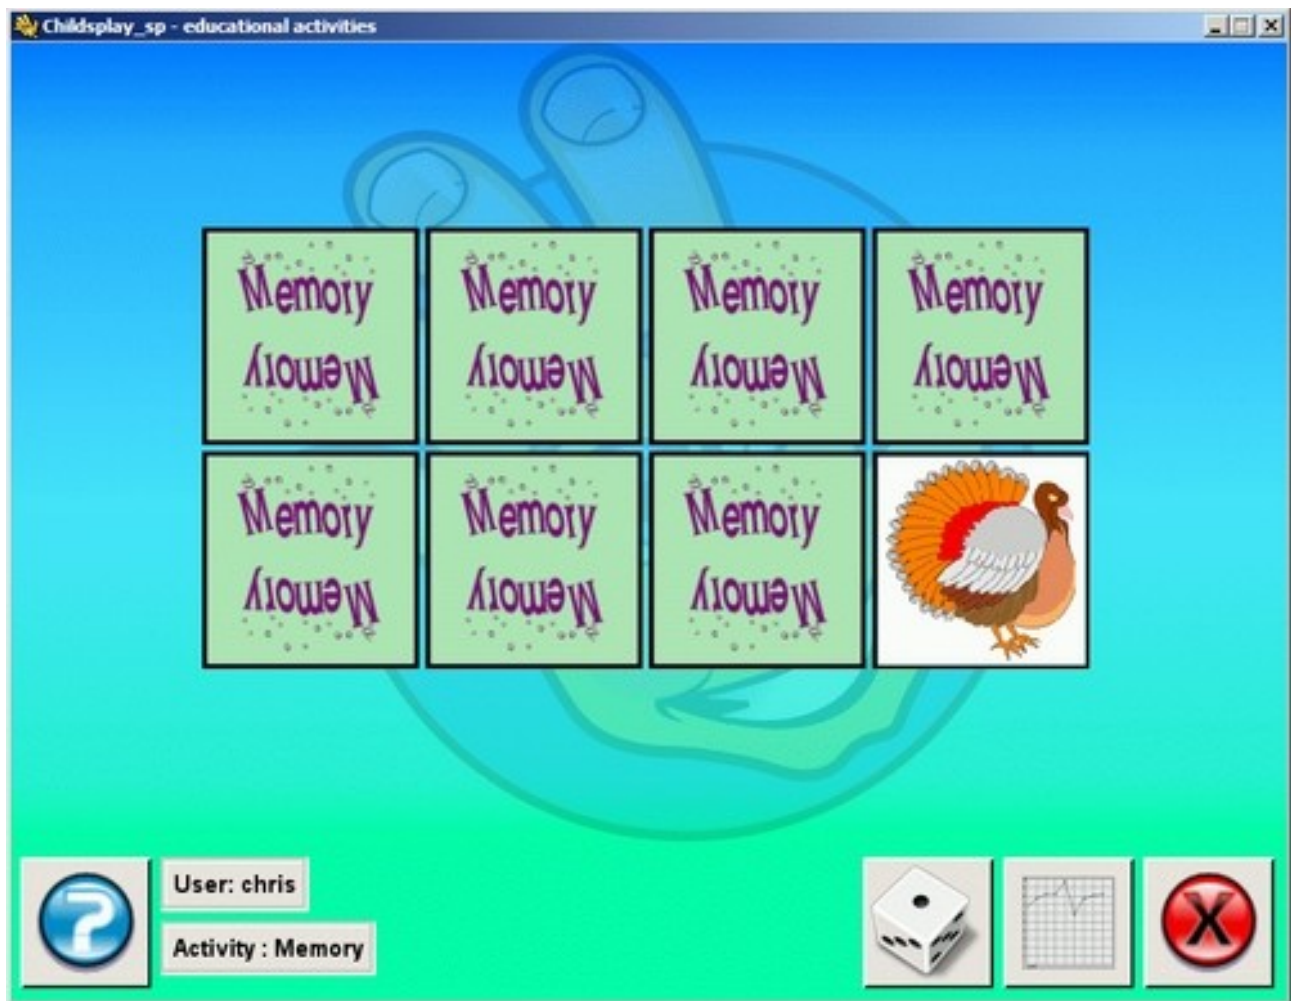 Childsplay_sp - educational activities
Memory Memory Memory Memory
Memory Memory Memory Memory
Memory Memory Memory
Memory Memory Memory
?
User: chris
Activity : Memory
X